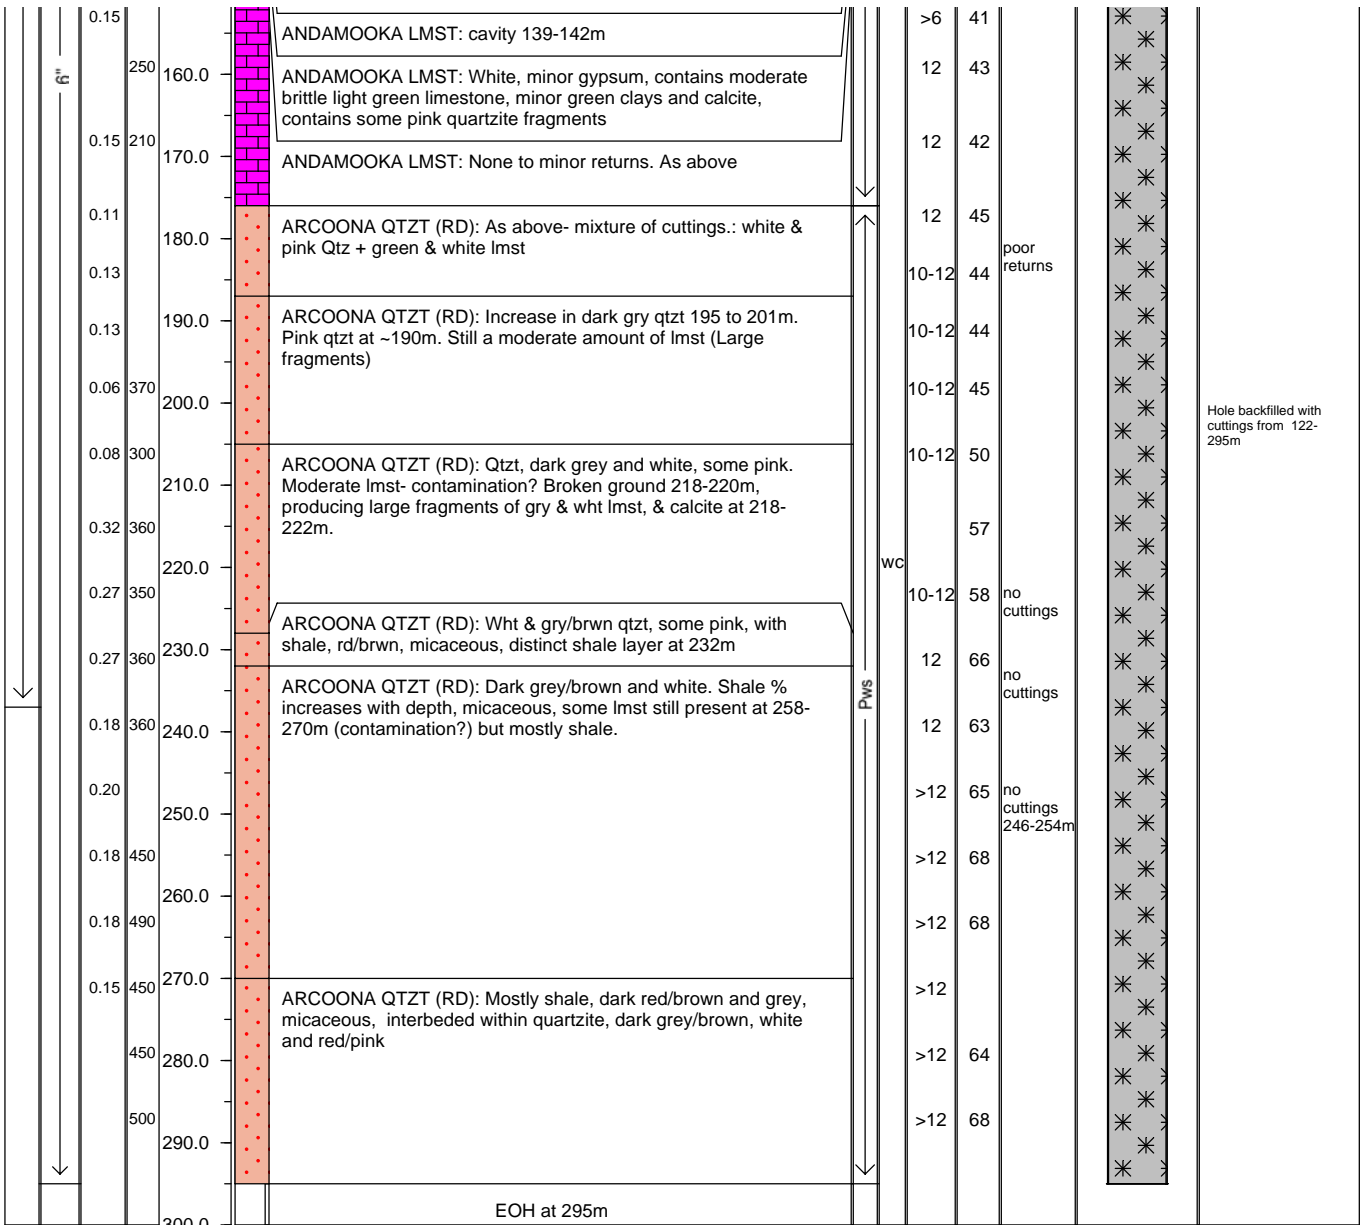 0.15 >6 41
ANDAMOOKA LMST: cavity 139-142m
6"
250 160.0 12 43
ANDAMOOKA LMST: White, minor gypsum, contains moderate
brittle light green limestone, minor green clays and calcite,
contains some pink quartzite fragments
0.15 210 12 42
170.0
ANDAMOOKA LMST: None to minor returns. As above
0.11 12 45
ARCOONA QTZT (RD): As above- mixture of cuttings.: white &
pink Qtz + green & white lmst
180.0
poor
returns
0.13 10-12 44
ARCOONA QTZT (RD): Increase in dark gry qtzt 195 to 201m.
Pink qtzt at ~190m. Still a moderate amount of lmst (Large
fragments)
190.0
0.13 10-12 44
0.06 370 10-12 45
200.0
Hole backfilled with
cuttings from 122-
295m
0.08 300 10-12 50
ARCOONA QTZT (RD): Qtzt, dark grey and white, some pink.
Moderate lmst- contamination? Broken ground 218-220m,
producing large fragments of gry & wht lmst, & calcite at 218-
222m.
210.0
0.32 360 57
220.0
wc
0.27 350 10-12 58
no
cuttings
ARCOONA QTZT (RD): Wht & gry/brwn qtzt, some pink, with
shale, rd/brwn, micaceous, distinct shale layer at 232m
230.0
0.27 360 12 66
no
cuttings
Pws
ARCOONA QTZT (RD): Dark grey/brown and white. Shale %
increases with depth, micaceous, some lmst still present at 258-
270m (contamination?) but mostly shale.
0.18 360 12 63
240.0
0.20 >12 65
no
cuttings
246-254m
250.0
0.18 450 >12 68
260.0
0.18 490 >12 68
270.0
0.15 450 >12
ARCOONA QTZT (RD): Mostly shale, dark red/brown and grey,
micaceous, interbeded within quartzite, dark grey/brown, white
and red/pink
450 >12 64
280.0
500 >12 68
290.0
EOH at 295m
300.0